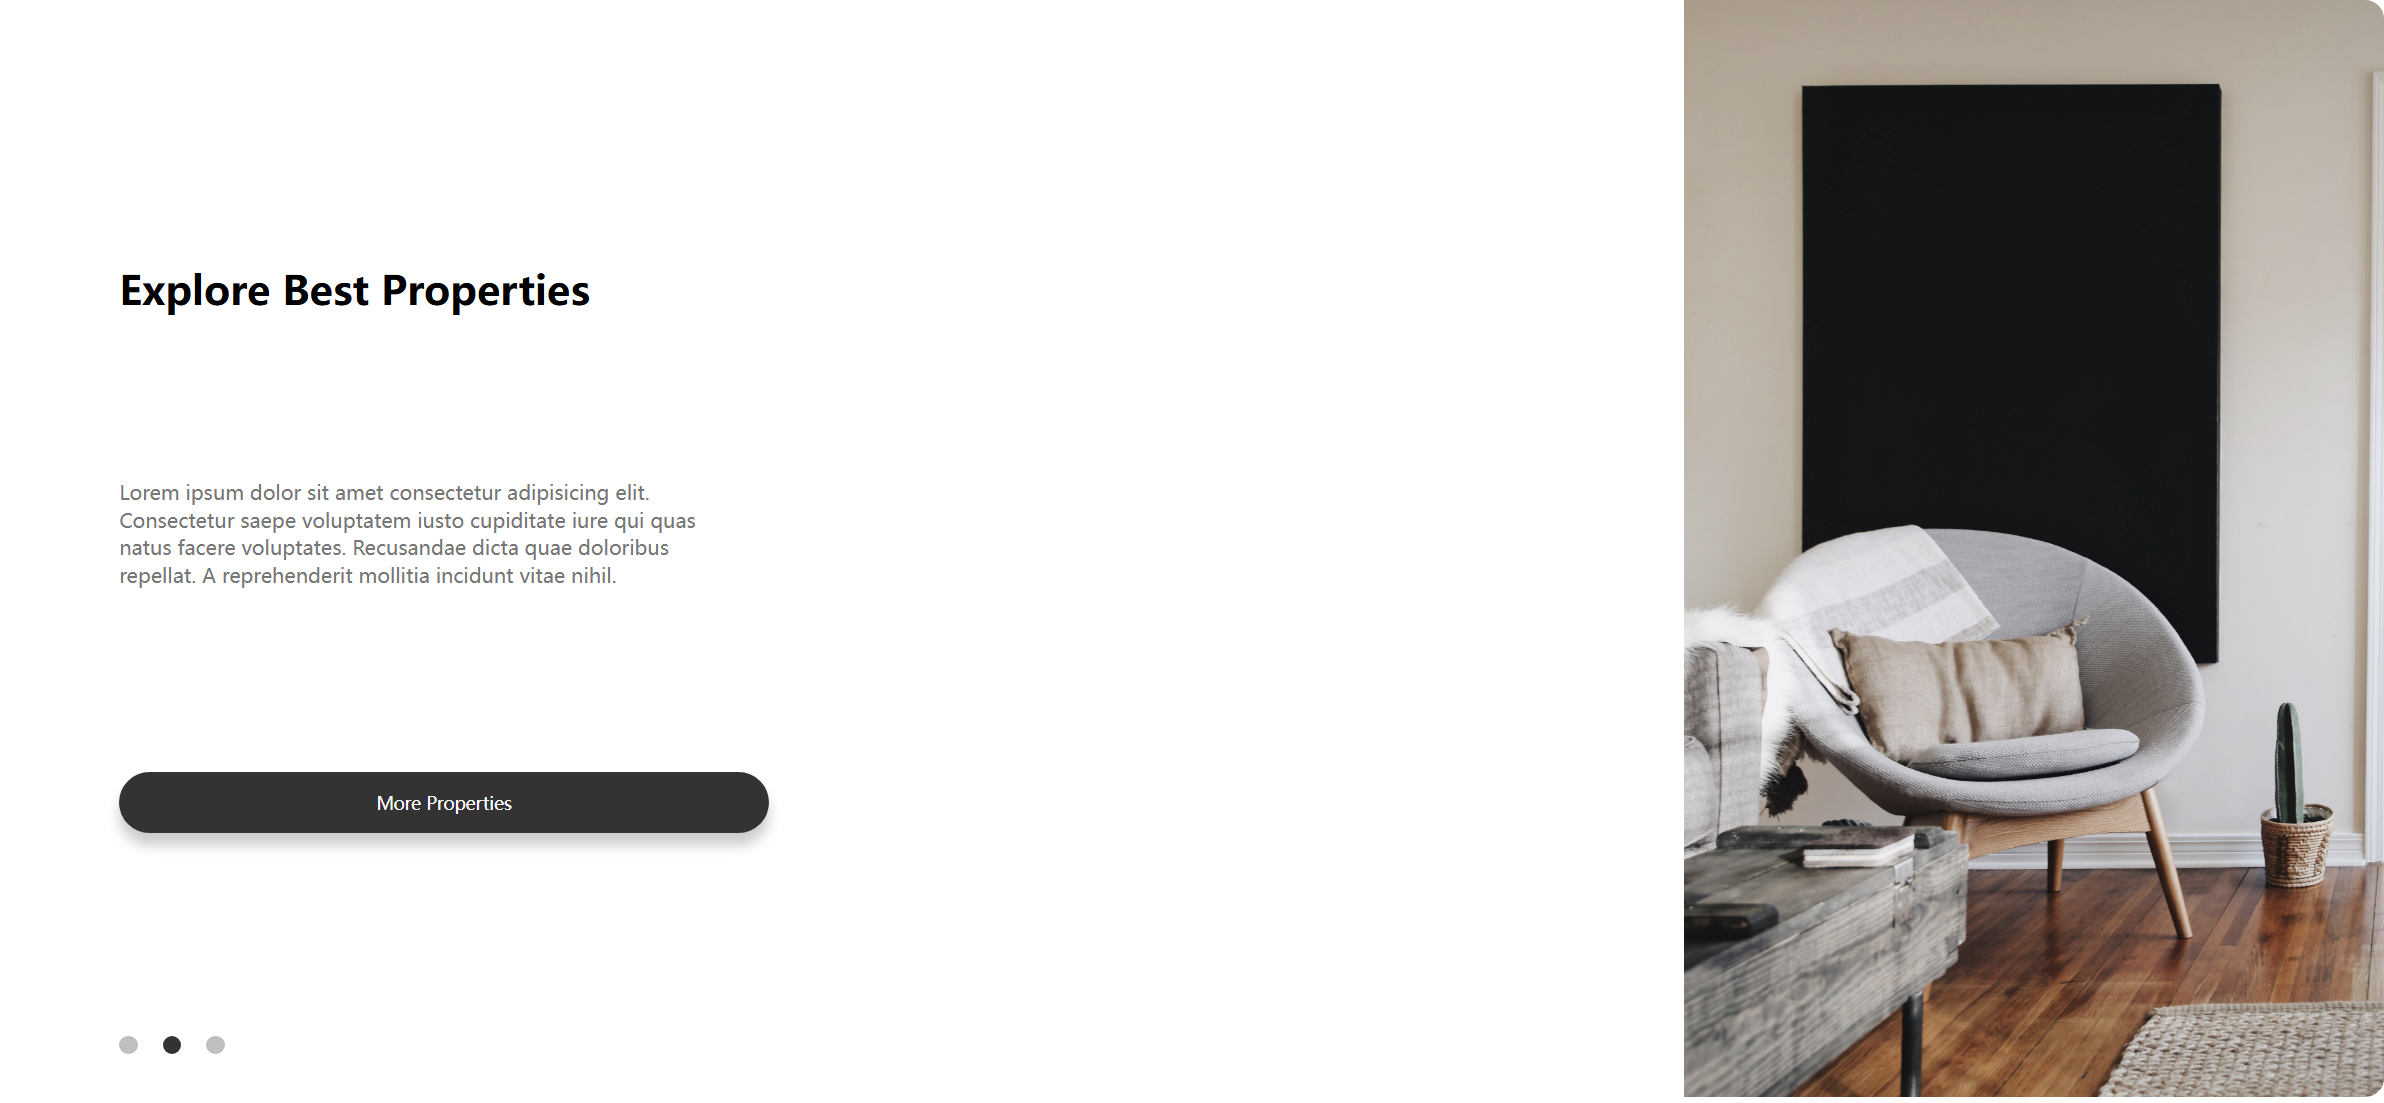 Explore Best Properties
Lorem ipsum dolor sit amet consectetur adipisicing elit.
Consectetur saepe voluptatem iusto cupiditate iure qui quas
natus facere voluptates. Recusandae dicta quae doloribus
repellat. A reprehenderit mollitia incidunt vitae nihil.
More Properties